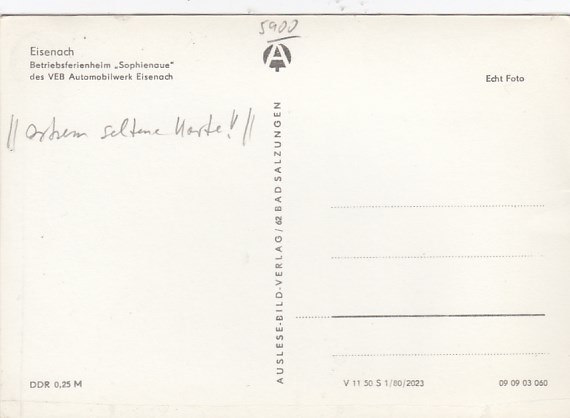 5900
Eisenach
Betriebsferienheim „Sophienaue“
des VEB Automobilwerk Eisenach
A
Echt Foto
// extrem seltene Karte! //
AUSLESE-BILD-VERLAG/62 BAD SALZUNGEN
DDR 0,25 M
V 11 50 S 1/80/2023
09 09 03 060